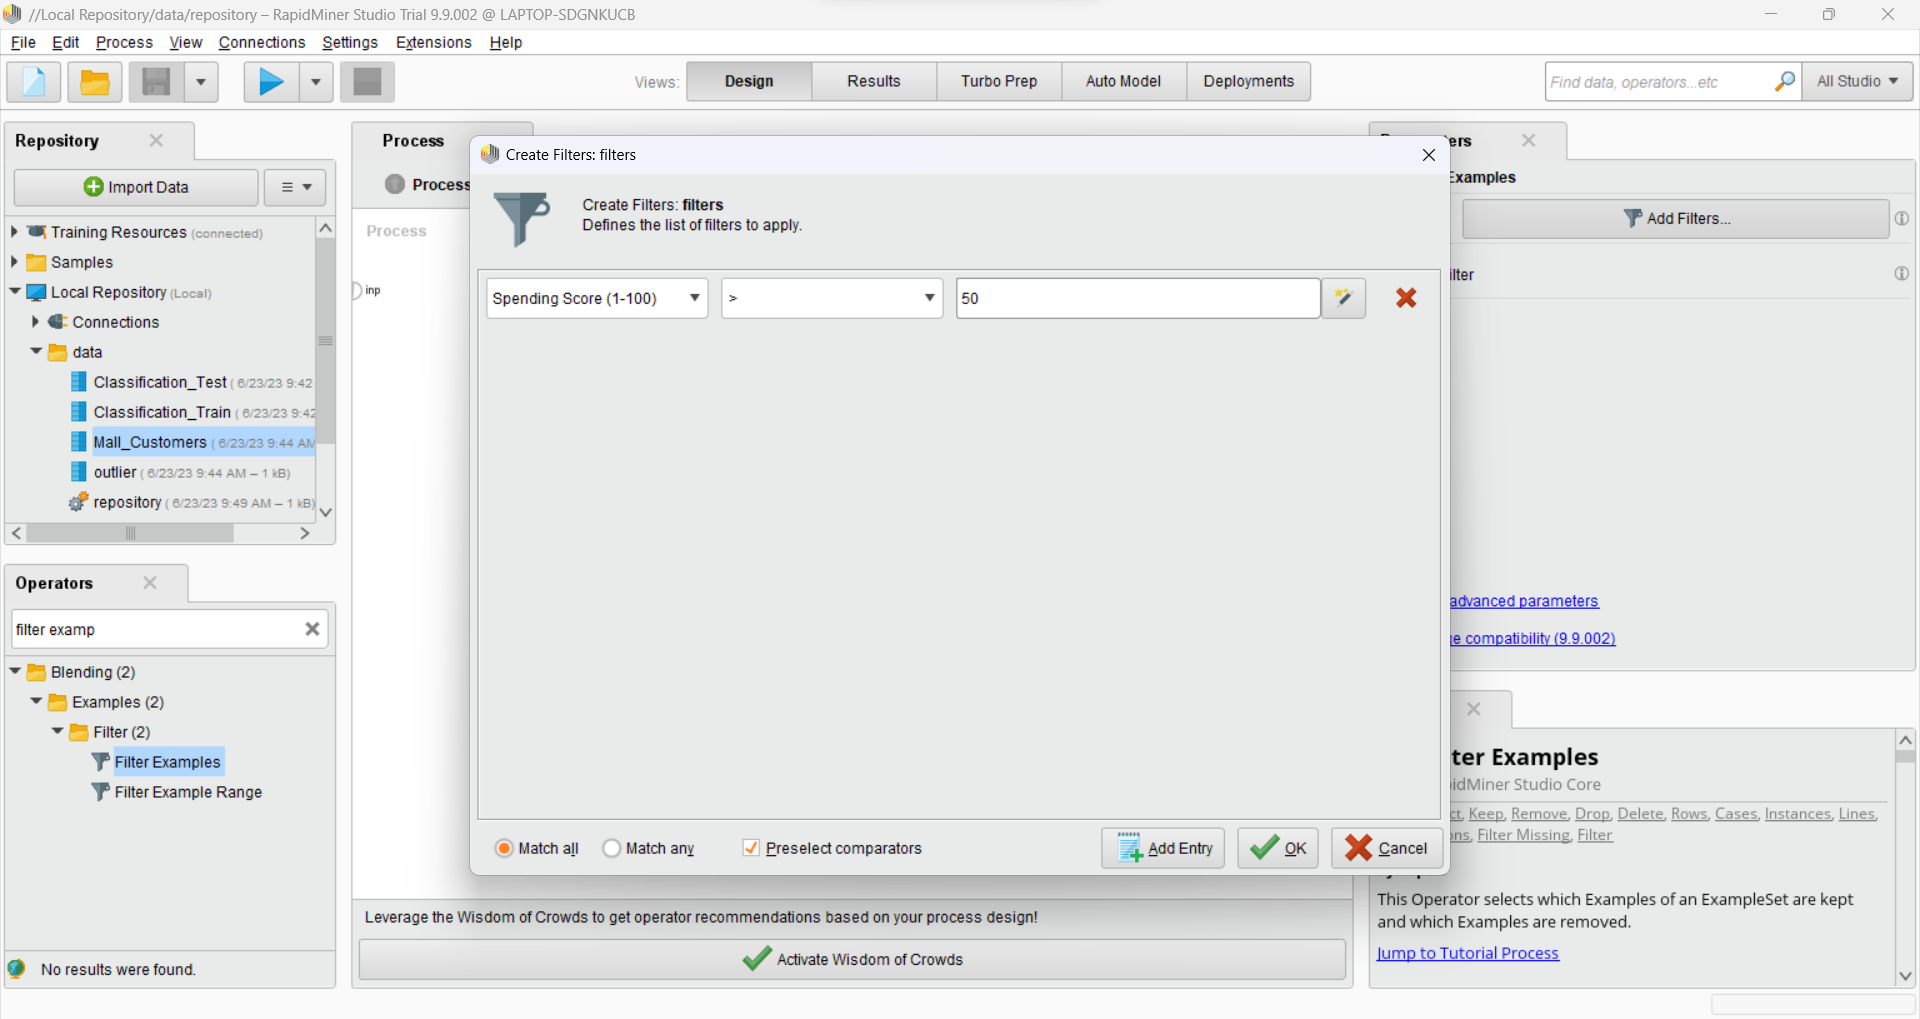 //Local Repository/data/repository – RapidMiner Studio Trial 9.9.002 @ LAPTOP-SDGNKUCB
File Edit Process View Connections Settings Extensions Help
Views: Design Results Turbo Prep Auto Model Deployments
Find data, operators...etc
All Studio
Repository
Import Data
Training Resources (connected)
Samples
Local Repository (Local)
Connections
data
Classification_Test ( 6/23/23 9:42
Classification_Train ( 6/23/23 9:42
Mall_Customers ( 6/23/23 9:44 AM
outlier ( 6/23/23 9:44 AM – 1 kB)
repository ( 6/23/23 9:49 AM – 1 kB)
Operators
filter examp
Blending (2)
Examples (2)
Filter (2)
Filter Examples
Filter Example Range
No results were found.
Process
Process
Process
inp
Create Filters: filters
Create Filters: filters
Defines the list of filters to apply.
Spending Score (1-100)
>
50
Match all
Match any
Preselect comparators
Add Entry
OK
Cancel
Leverage the Wisdom of Crowds to get operator recommendations based on your process design!
Activate Wisdom of Crowds
ers
Examples
Add Filters...
ilter
advanced parameters
e compatibility (9.9.002)
ter Examples
idMiner Studio Core
ct, Keep, Remove, Drop, Delete, Rows, Cases, Instances, Lines,
ons, Filter Missing, Filter
This Operator selects which Examples of an ExampleSet are kept
and which Examples are removed.
Jump to Tutorial Process